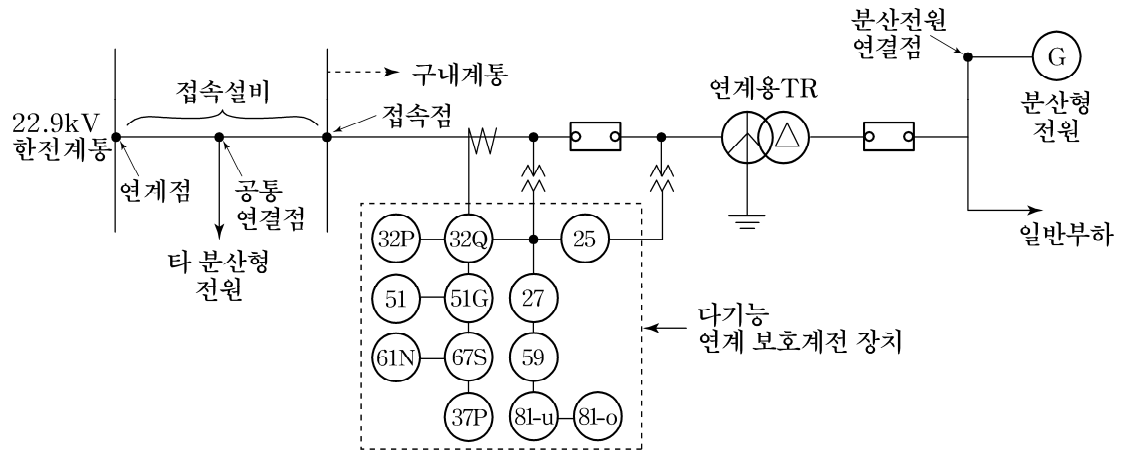 22.9kV
한전계통
접속설비
구내계통
접속점
연계점
공통
연결점
타 분산형
전원
연계용TR
분산전원
연결점
G
분산형
전원
일반부하
32P
32Q
25
51
51G
27
61N
67S
59
37P
81-u
81-o
다기능
연계 보호계전 장치